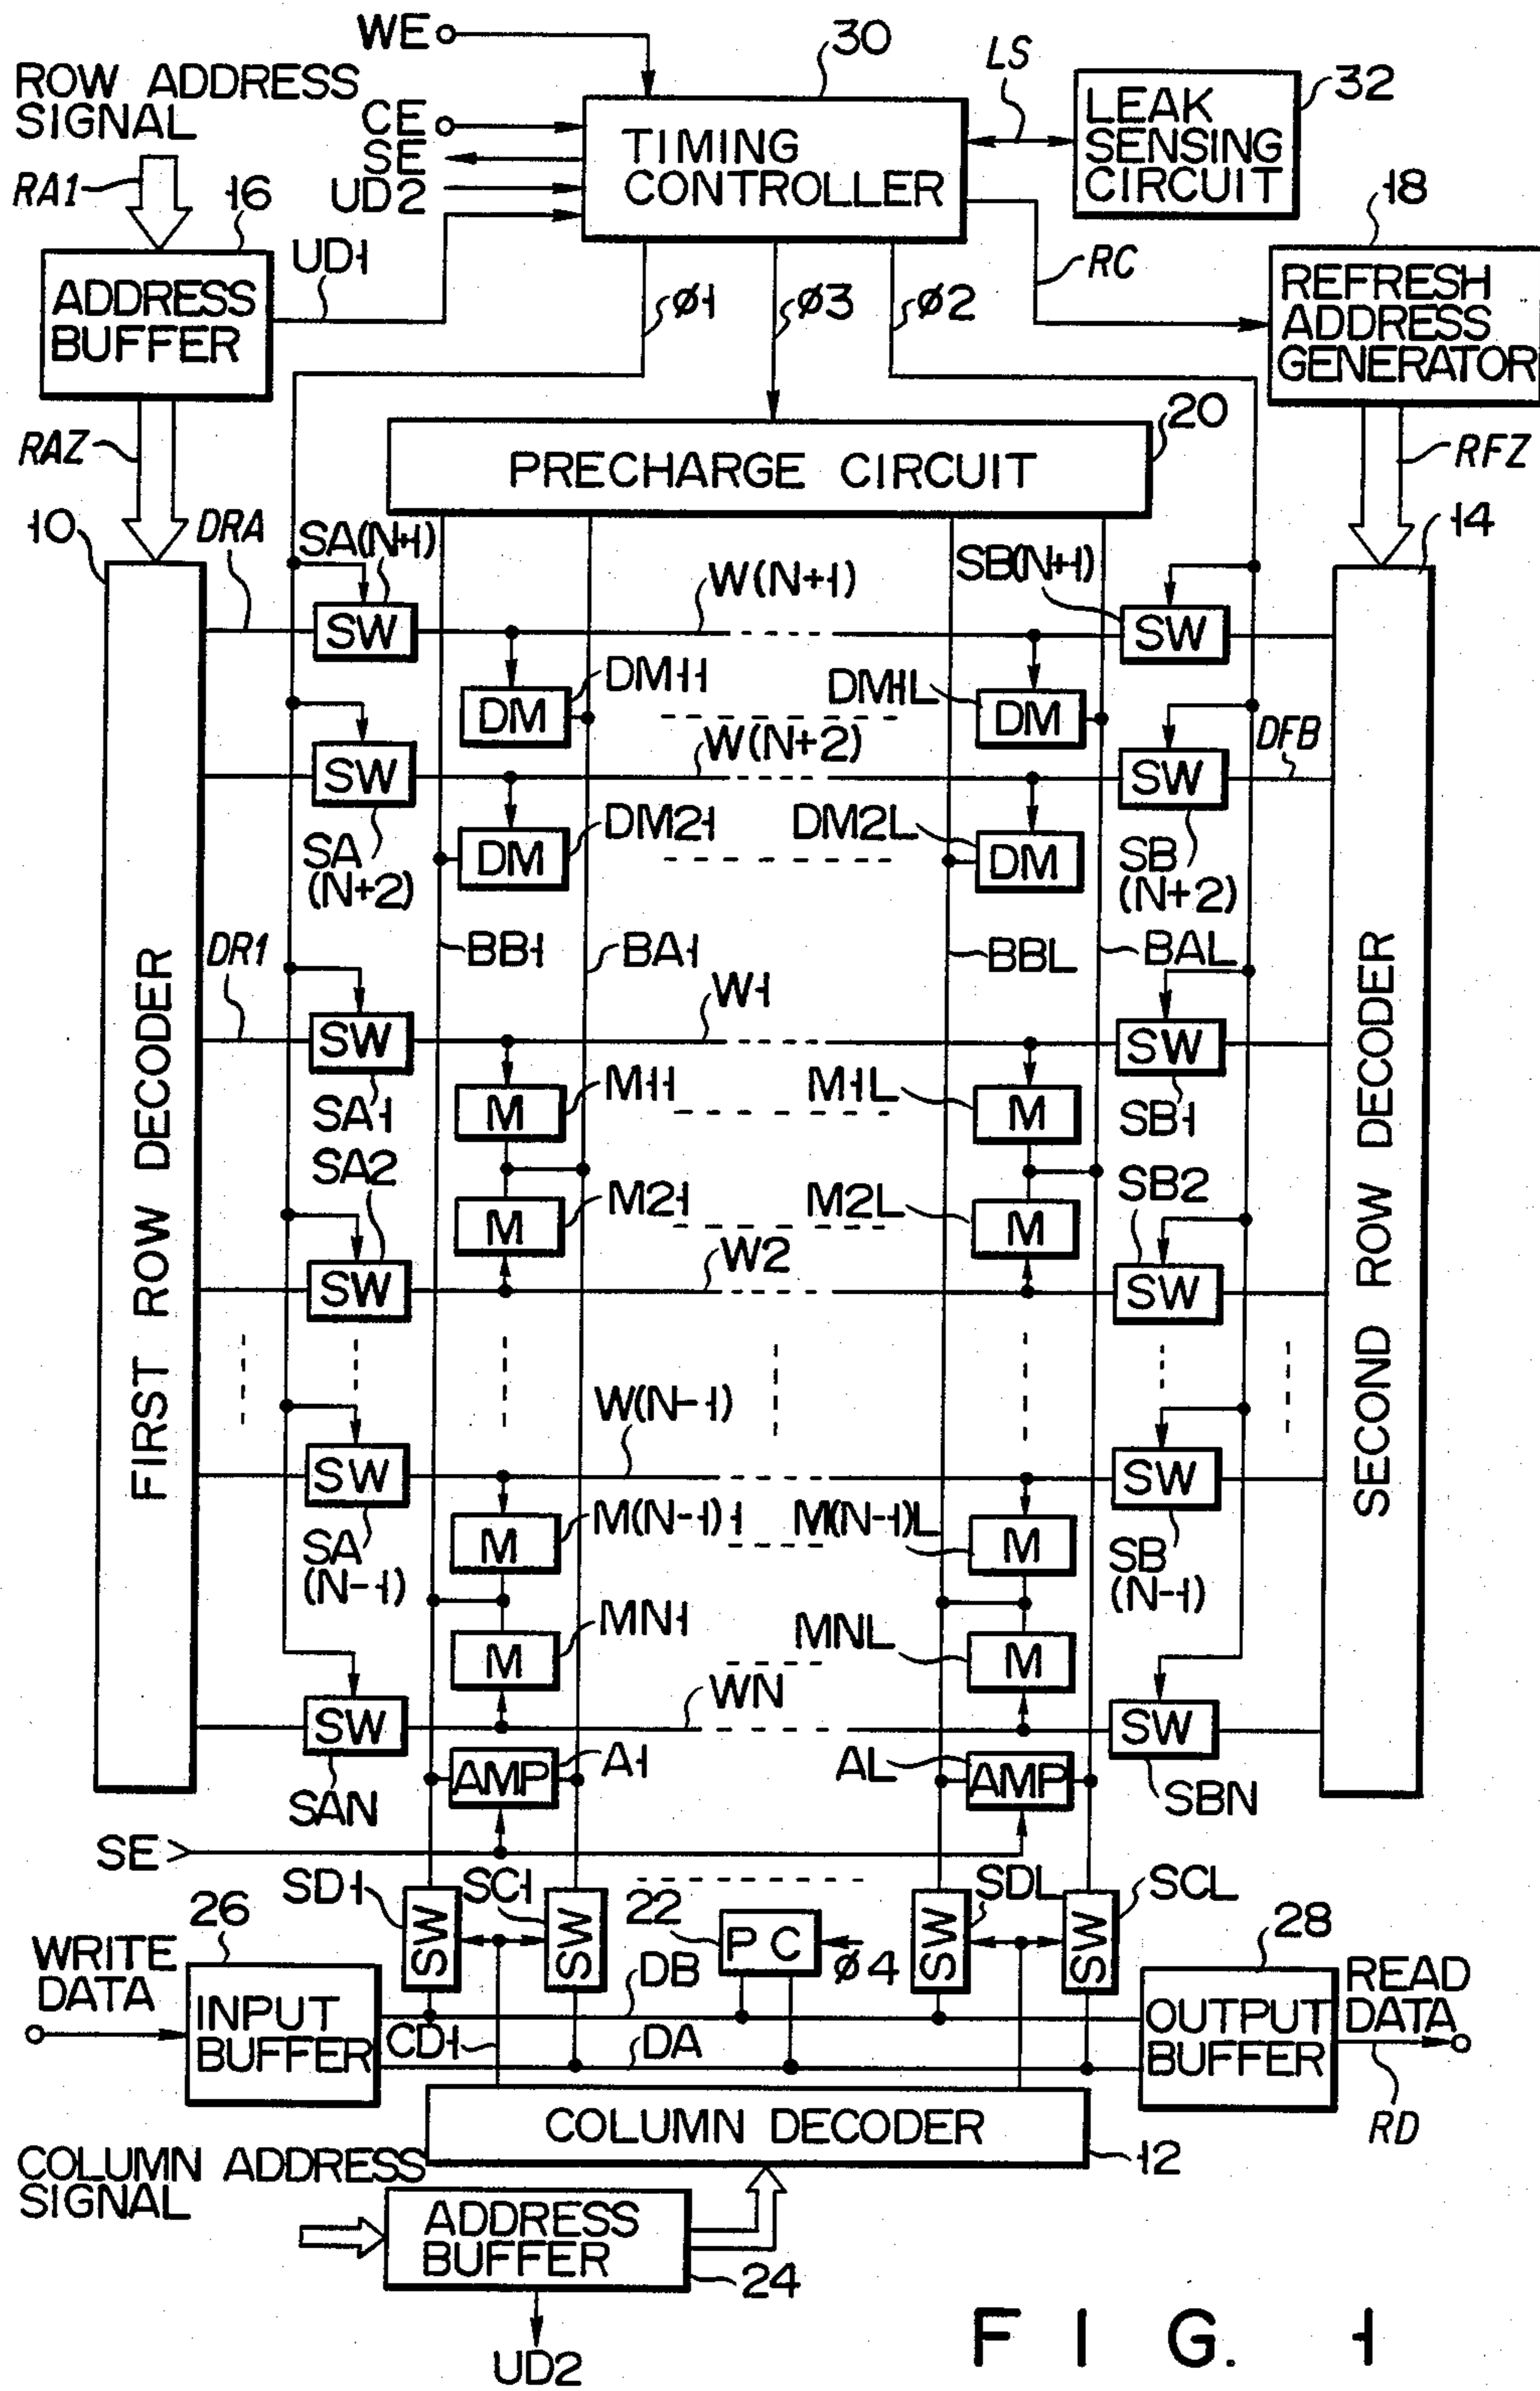 WE
30
LS
ROW ADDRESS
SIGNAL
CE
SE
UD2
TIMING
CONTROLLER
LEAK
SENSING
CIRCUIT
32
RA1
16
18
ADDRESS
BUFFER
UD1
RC
REFRESH
ADDRESS
GENERATOR
φ1
φ3
φ2
RAZ
20
PRECHARGE CIRCUIT
RFZ
10
DRA
SA(N+1)
W(N+1)
SB(N+1)
14
SW
SW
DM11
DM1L
DM
DM
W(N+2)
DFB
SW
SW
DM21
DM2L
SA
(N+2)
DM
DM
SB
(N+2)
DR1
BB1
BA1
BBL
BAL
W1
SW
SW
M11
M1L
SA1
M
M
SB1
SA2
M21
M2L
SB2
M
M
W2
SW
SW
FIRST ROW DECODER
SECOND ROW DECODER
W(N-1)
SW
SW
M(N-1)1
M(N-1)L
SA
(N-1)
M
M
SB
(N-1)
MN1
MNL
M
M
WN
SW
SW
A1
AL
SAN
AMP
AMP
SBN
SE
SD1
SC1
22
SDL
SCL
26
28
SW
SW
PC
φ4
SW
SW
WRITE
DATA
INPUT
BUFFER
DB
CD1
DA
OUTPUT
BUFFER
READ
DATA
RD
COLUMN DECODER
12
COLUMN ADDRESS
SIGNAL
ADDRESS
BUFFER
24
UD2
FIG. 1